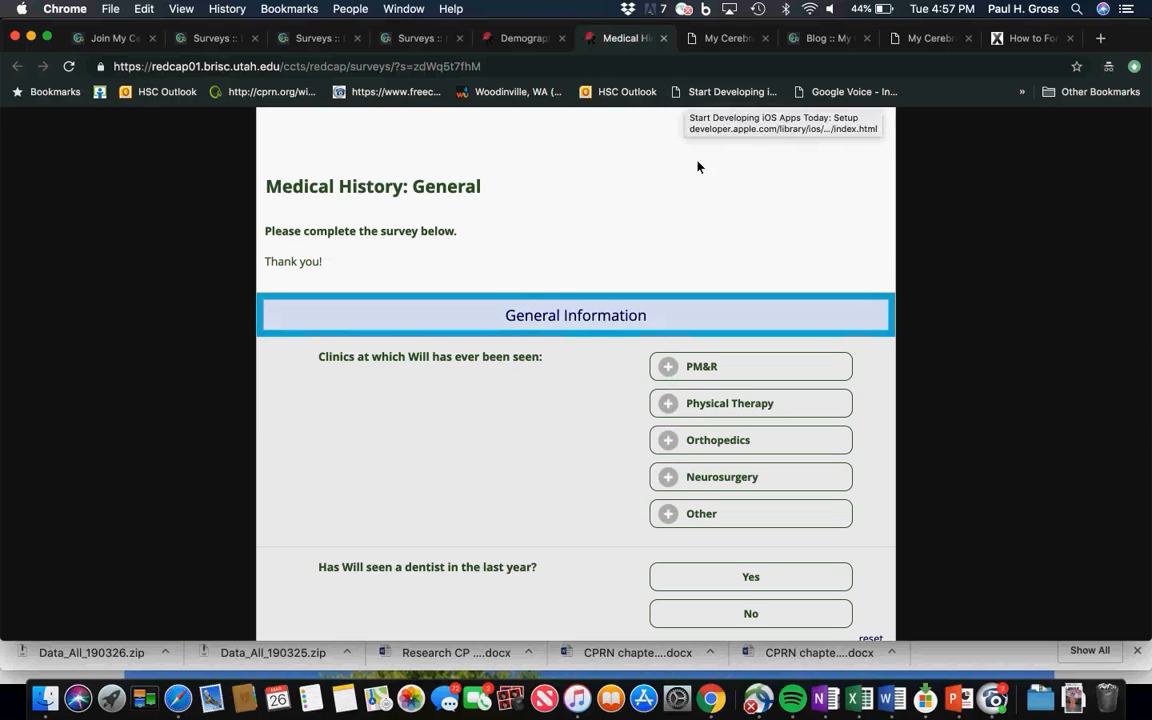 Chrome File Edit View History Bookmarks People Window Help 7 44% Tue 4:57 PM Paul H. Gross
Join My Ce Surveys :: Surveys :: Surveys :: Demograp Medical Hi My Cerebr Blog :: My My Cerebr How to For
https://redcap01.brisc.utah.edu/ccts/redcap/surveys/?s=zdWq5t7fhM
Bookmarks HSC Outlook http://cprn.org/wi... https://www.freec... Woodinville, WA (... HSC Outlook Start Developing i... Google Voice - In... » Other Bookmarks
Start Developing iOS Apps Today: Setup
developer.apple.com/library/ios/.../index.html
Medical History: General
Please complete the survey below.
Thank you!
General Information
Clinics at which Will has ever been seen:
PM&R
Physical Therapy
Orthopedics
Neurosurgery
Other
Has Will seen a dentist in the last year?
Yes
No
reset
Data_All_190326.zip Data_All_190325.zip Research CP ....docx CPRN chapte....docx CPRN chapte....docx Show All